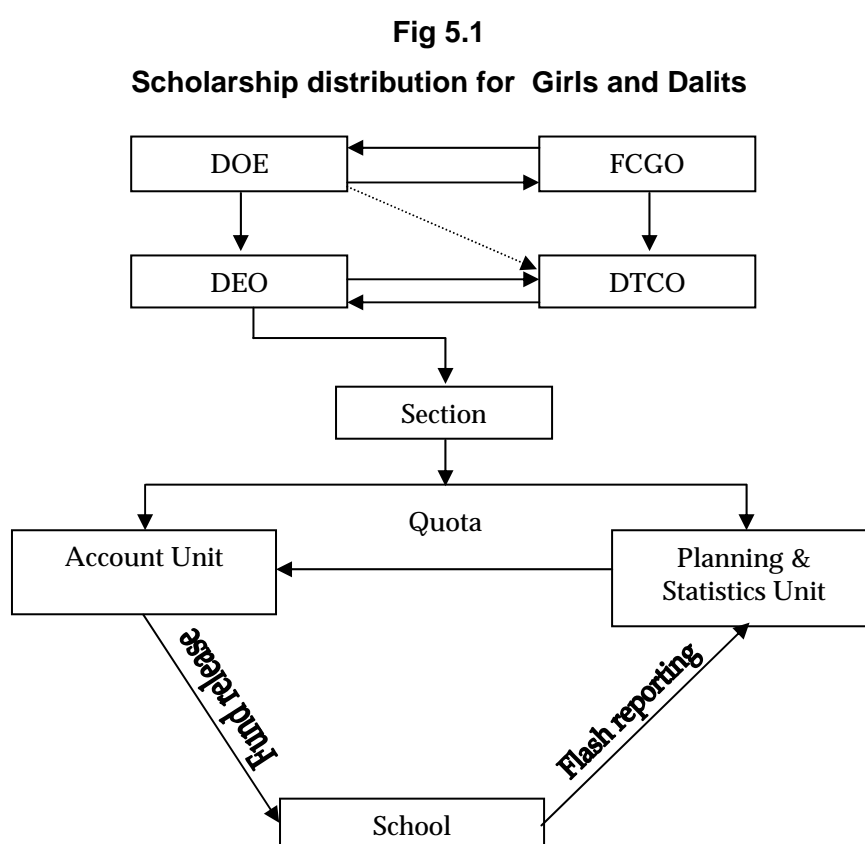 Fig 5.1
Scholarship distribution for Girls and Dalits
DOE
FCGO
DEO
DTCO
Section
Quota
Account Unit
Planning &
Statistics Unit
Fund release
Flash reporting
School